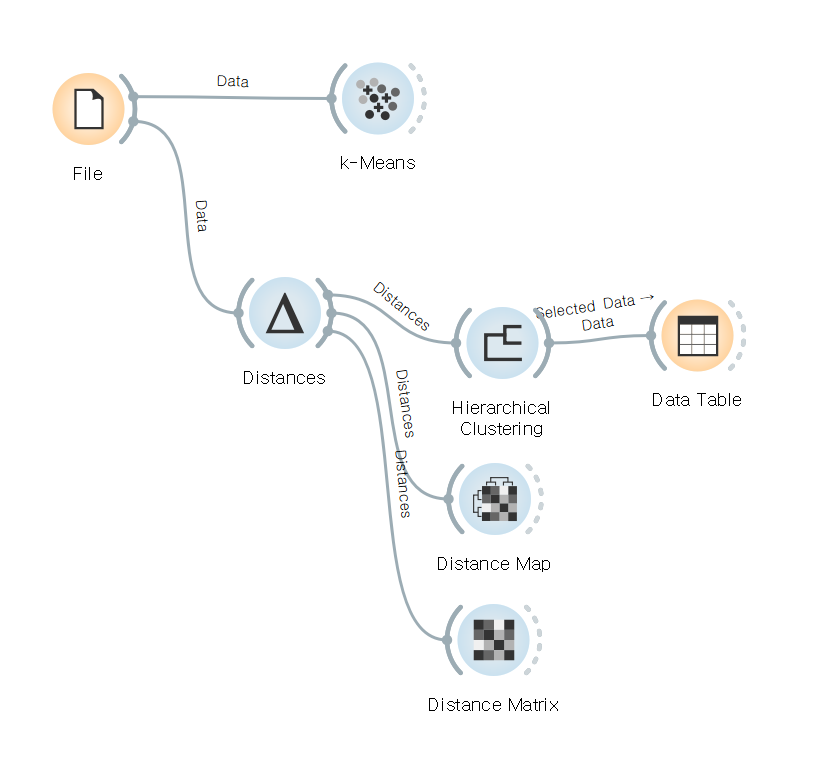 Data
File
k-Means
Data
Distances
Distances
Selected Data →
Data
Hierarchical
Clustering
Data Table
Distances
Distances
Distance Map
Distance Matrix